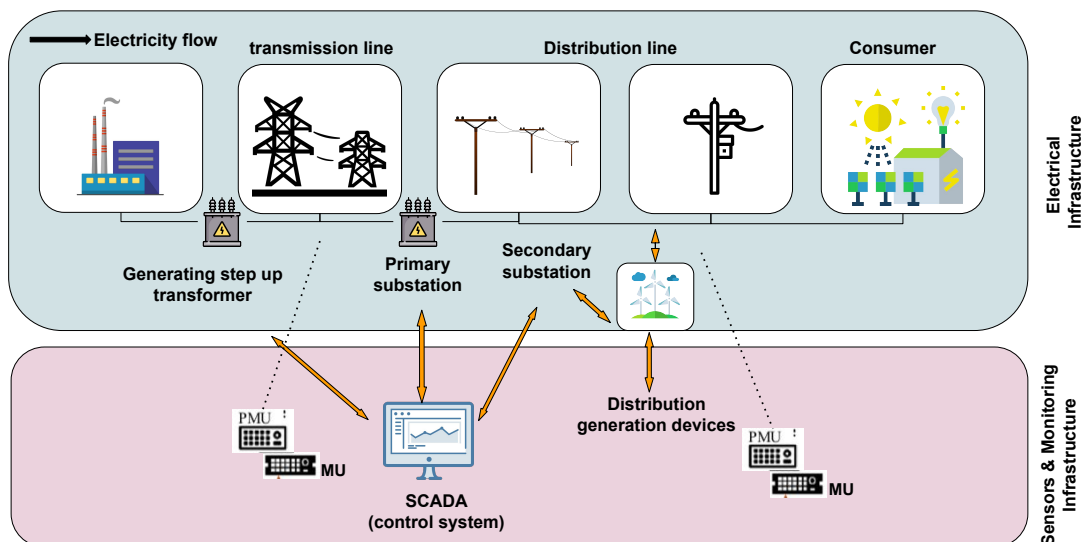 Electricity flow
transmission line
Distribution line
Consumer
Electrical
Infrastructure
Generating step up
transformer
Primary
substation
Secondary
substation
Distribution
generation devices
PMU
MU
SCADA
(control system)
PMU
MU
Sensors & Monitoring
Infrastructure